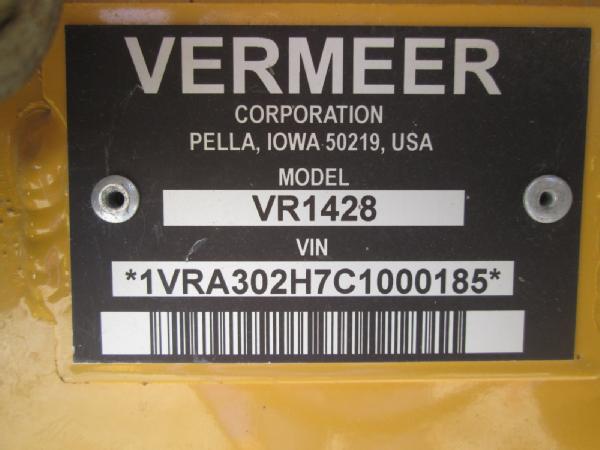 VERMEER
CORPORATION
PELLA, IOWA 50219, USA
MODEL
VR1428
VIN
*1VRA302H7C1000185*